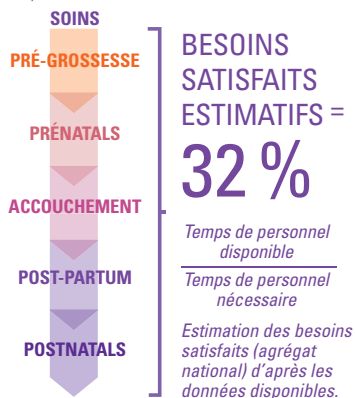 SOINS
PRÉ-GROSSESSE
PRÉNATALS
ACCOUCHEMENT
POST-PARTUM
POSTNATALS
BESOINS
SATISFAITS
ESTIMATIFS =
32 %
Temps de personnel
disponible
Temps de personnel
nécessaire
Estimation des besoins
satisfaits (agrégat
national) d’après les
données disponibles.